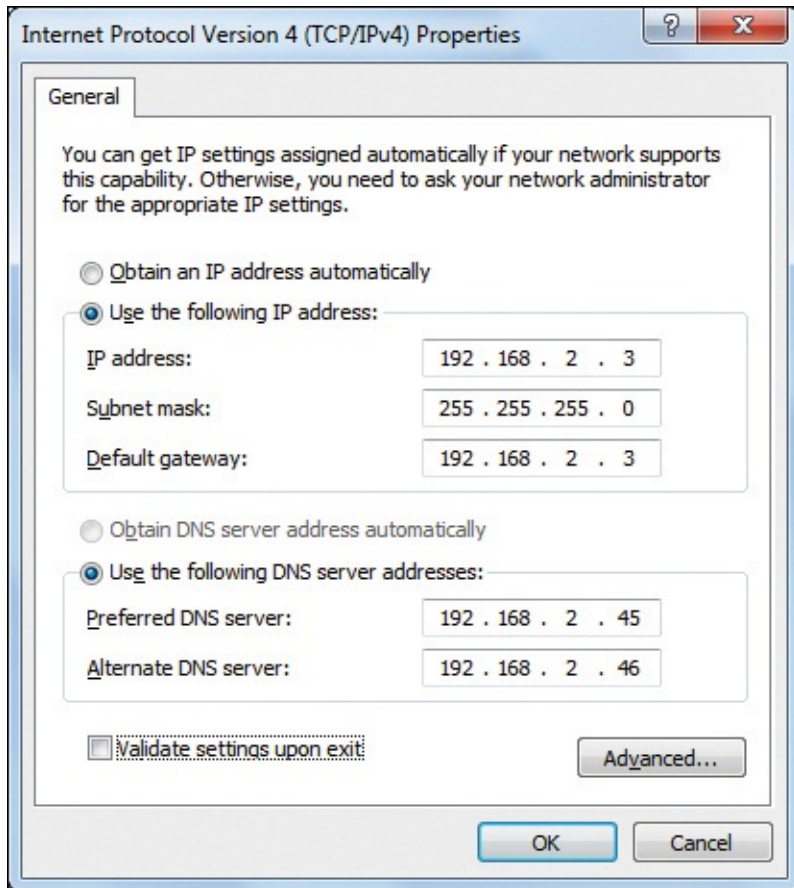 Internet Protocol Version 4 (TCP/IPv4) Properties
?
X
General
You can get IP settings assigned automatically if your network supports
this capability. Otherwise, you need to ask your network administrator
for the appropriate IP settings.
Obtain an IP address automatically
Use the following IP address:
IP address: 192 . 168 . 2 . 3
Subnet mask: 255 . 255 . 255 . 0
Default gateway: 192 . 168 . 2 . 3
Obtain DNS server address automatically
Use the following DNS server addresses:
Preferred DNS server: 192 . 168 . 2 . 45
Alternate DNS server: 192 . 168 . 2 . 46
Validate settings upon exit
Advanced...
OK Cancel